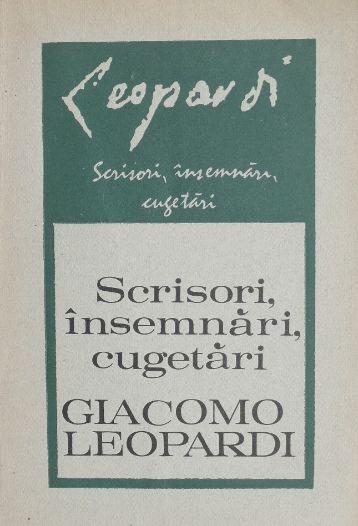 Leopardi
Scrisori, însemnări,
cugetări
Scrisori,
însemnări,
cugetări
GIACOMO
LEOPARDI